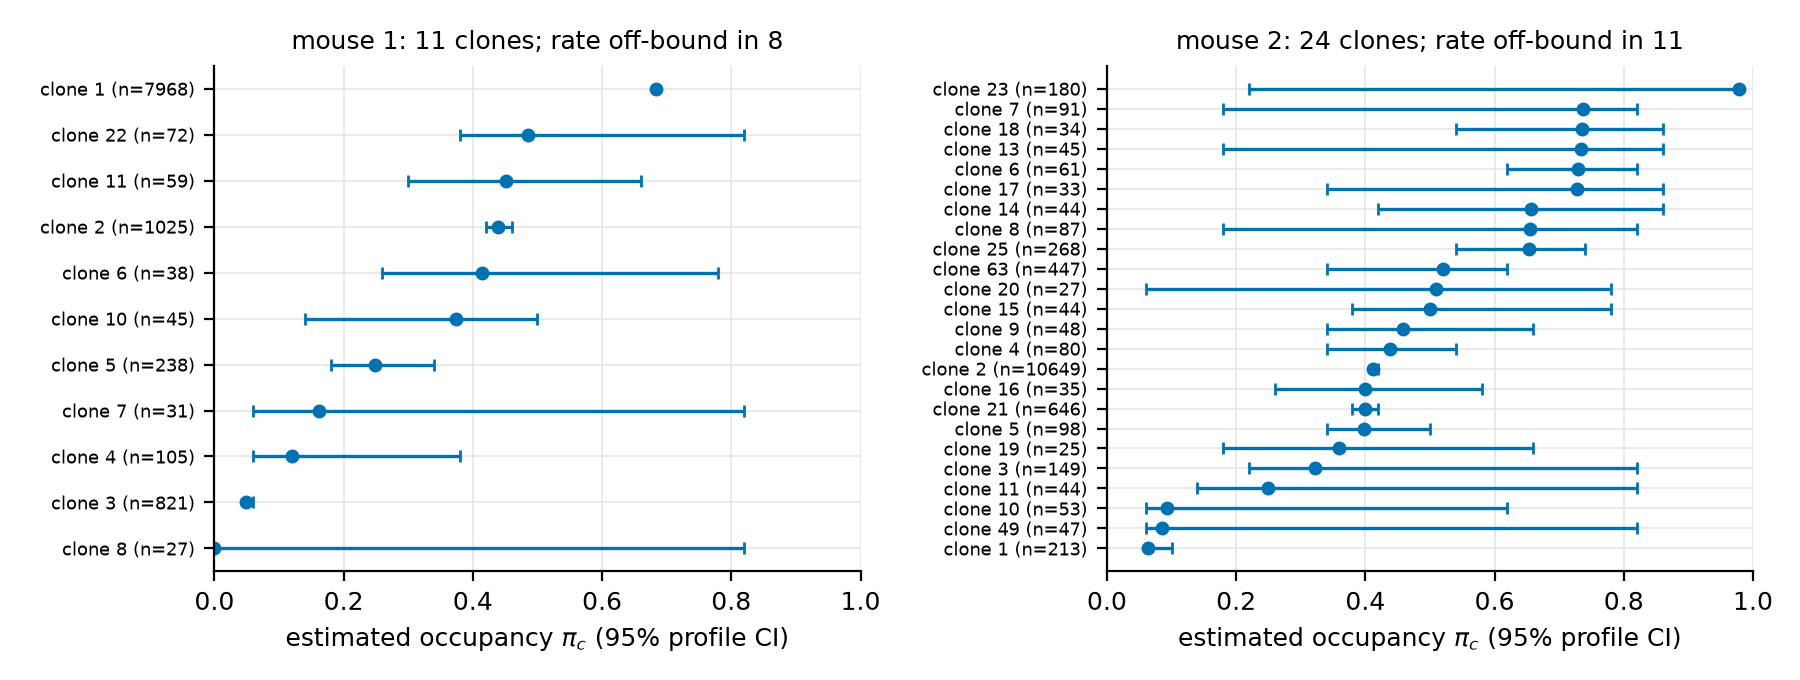 mouse 1: 11 clones; rate off-bound in 8
clone 1 (n=7968)
clone 22 (n=72)
clone 11 (n=59)
clone 2 (n=1025)
clone 6 (n=38)
clone 10 (n=45)
clone 5 (n=238)
clone 7 (n=31)
clone 4 (n=105)
clone 3 (n=821)
clone 8 (n=27)
0.0 0.2 0.4 0.6 0.8 1.0
estimated occupancy π_c (95% profile CI)
mouse 2: 24 clones; rate off-bound in 11
clone 23 (n=180)
clone 7 (n=91)
clone 18 (n=34)
clone 13 (n=45)
clone 6 (n=61)
clone 17 (n=33)
clone 14 (n=44)
clone 8 (n=87)
clone 25 (n=268)
clone 63 (n=447)
clone 20 (n=27)
clone 15 (n=44)
clone 9 (n=48)
clone 4 (n=80)
clone 2 (n=10649)
clone 16 (n=35)
clone 21 (n=646)
clone 5 (n=98)
clone 19 (n=25)
clone 3 (n=149)
clone 11 (n=44)
clone 10 (n=53)
clone 49 (n=47)
clone 1 (n=213)
0.0 0.2 0.4 0.6 0.8 1.0
estimated occupancy π_c (95% profile CI)